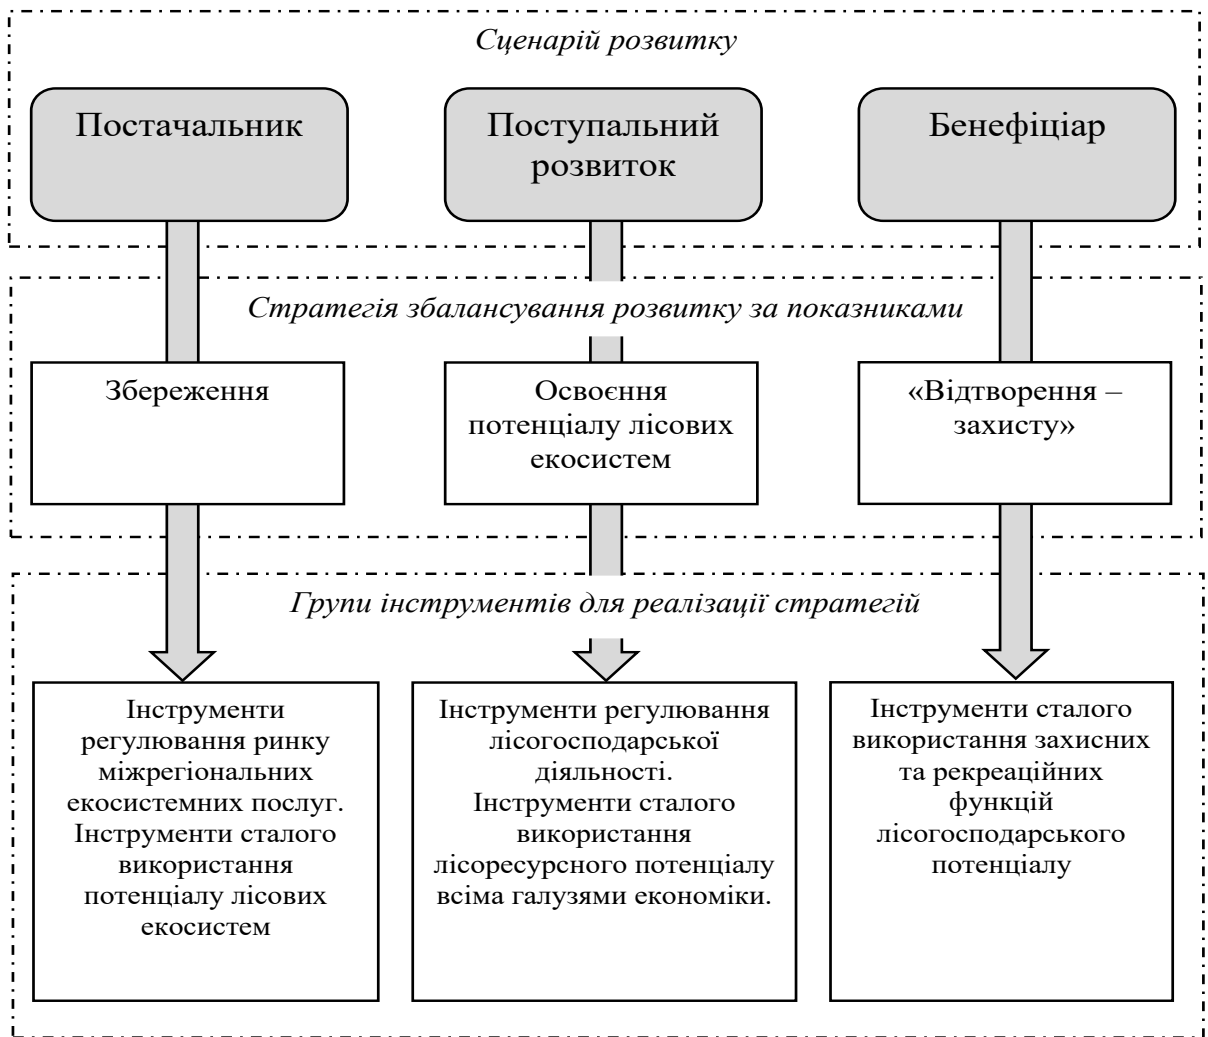 Сценарій розвитку
Постачальник
Поступальний
розвиток
Бенефіціар
Стратегія збалансування розвитку за показниками
Збереження
Освоєння
потенціалу лісових
екосистем
«Відтворення –
захисту»
Групи інструментів для реалізації стратегій
Інструменти
регулювання ринку
міжрегіональних
екосистемних послуг.
Інструменти сталого
використання
потенціалу лісових
екосистем
Інструменти регулювання
лісогосподарської
діяльності.
Інструменти сталого
використання
лісоресурсного потенціалу
всіма галузями економіки.
Інструменти сталого
використання захисних
та рекреаційних
функцій
лісогосподарського
потенціалу